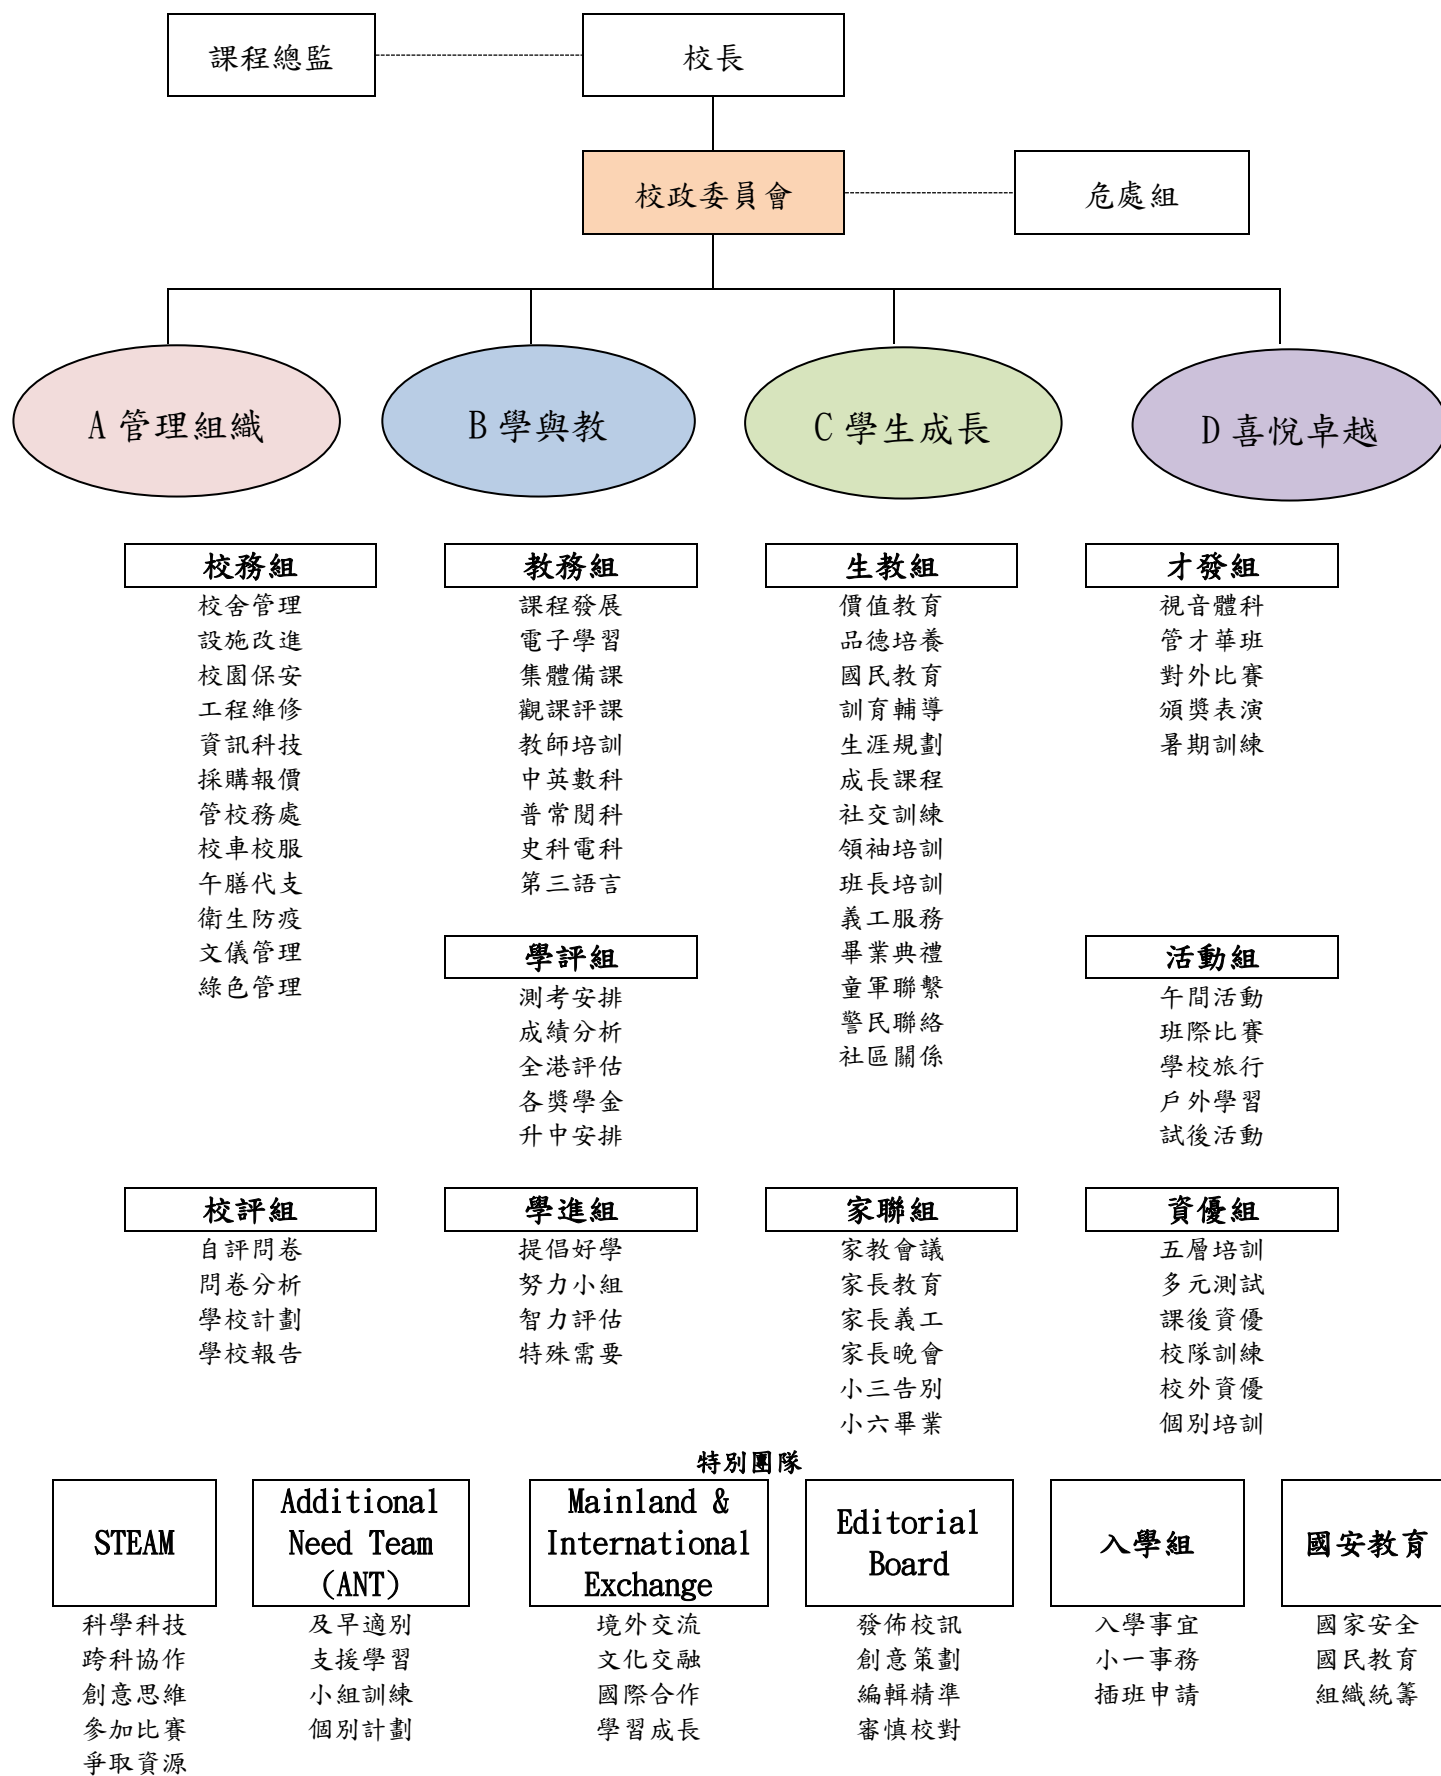 課程總監
校長
校政委員會
危處組
A 管理組織
B 學與教
C 學生成長
D 喜悅卓越
校務組
校舍管理
設施改進
校園保安
工程維修
資訊科技
採購報價
管校務處
校車校服
午膳代支
衛生防疫
文儀管理
綠色管理
教務組
課程發展
電子學習
集體備課
觀課評課
教師培訓
中英數科
普常閱科
史科電科
第三語言
生教組
價值教育
品德培養
國民教育
訓育輔導
生涯規劃
成長課程
社交訓練
領袖培訓
班長培訓
義工服務
畢業典禮
童軍聯繫
警民聯絡
社區關係
才發組
視音體科
管才華班
對外比賽
頒獎表演
暑期訓練
學評組
測考安排
成績分析
全港評估
各獎學金
升中安排
活動組
午間活動
班際比賽
學校旅行
戶外學習
試後活動
校評組
自評問卷
問卷分析
學校計劃
學校報告
學進組
提倡好學
努力小組
智力評估
特殊需要
家聯組
家教會議
家長教育
家長義工
家長晚會
小三告別
小六畢業
資優組
五層培訓
多元測試
課後資優
校隊訓練
校外資優
個別培訓
特別團隊
STEAM
科學科技
跨科協作
創意思維
參加比賽
爭取資源
Additional
Need Team
(ANT)
及早適別
支援學習
小組訓練
個別計劃
Mainland &
International
Exchange
境外交流
文化交融
國際合作
學習成長
Editorial
Board
發佈校訊
創意策劃
編輯精準
審慎校對
入學組
入學事宜
小一事務
插班申請
國安教育
國家安全
國民教育
組織統籌